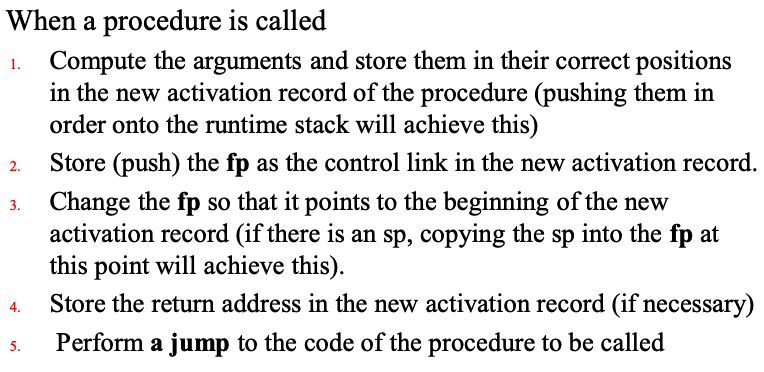 When a procedure is called
1. Compute the arguments and store them in their correct positions
in the new activation record of the procedure (pushing them in
order onto the runtime stack will achieve this)
2. Store (push) the fp as the control link in the new activation record.
3. Change the fp so that it points to the beginning of the new
activation record (if there is an sp, copying the sp into the fp at
this point will achieve this).
4. Store the return address in the new activation record (if necessary)
5. Perform a jump to the code of the procedure to be called